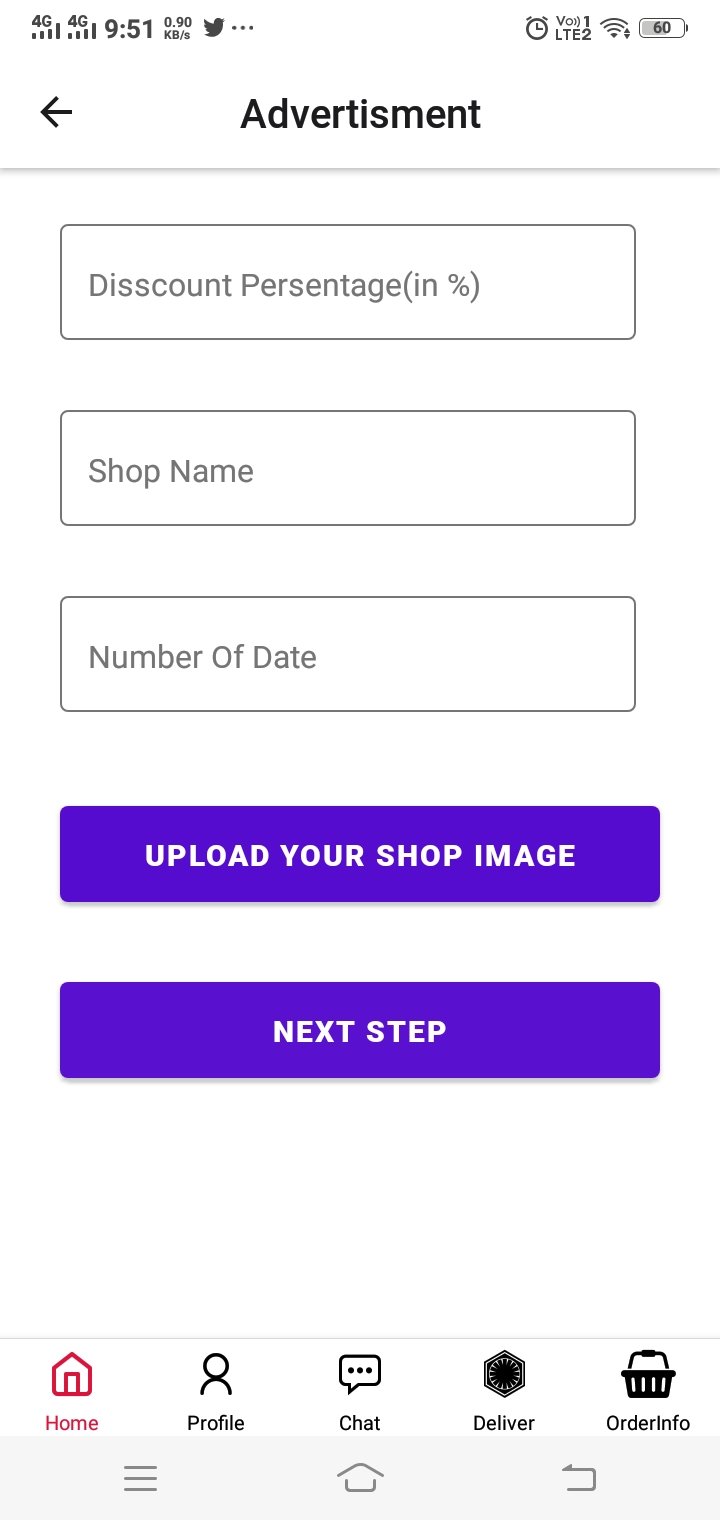 4G 4G 9:51 0.90 KB/s ... Vo)) 1 LTE2 60
Advertisment
Disscount Persentage(in %)
Shop Name
Number Of Date
UPLOAD YOUR SHOP IMAGE
NEXT STEP
Home Profile Chat Deliver OrderInfo